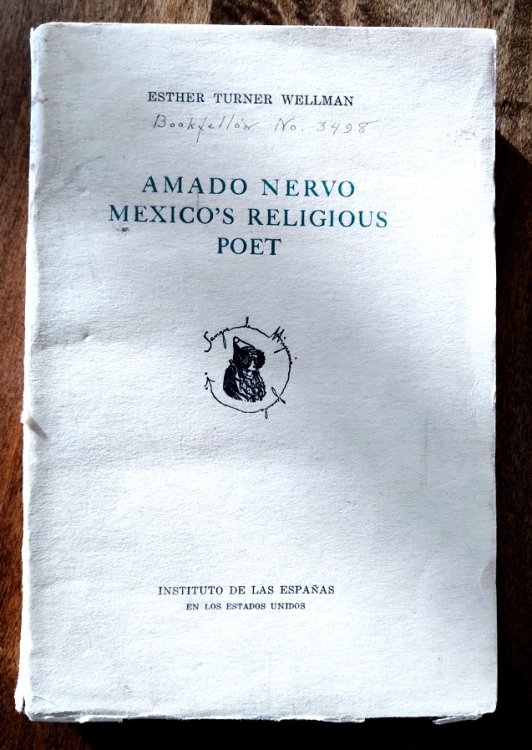 ESTHER TURNER WELLMAN
Bookfellow No. 3498
AMADO NERVO
MEXICO'S RELIGIOUS
POET
INSTITUTO DE LAS ESPAÑAS
EN LOS ESTADOS UNIDOS